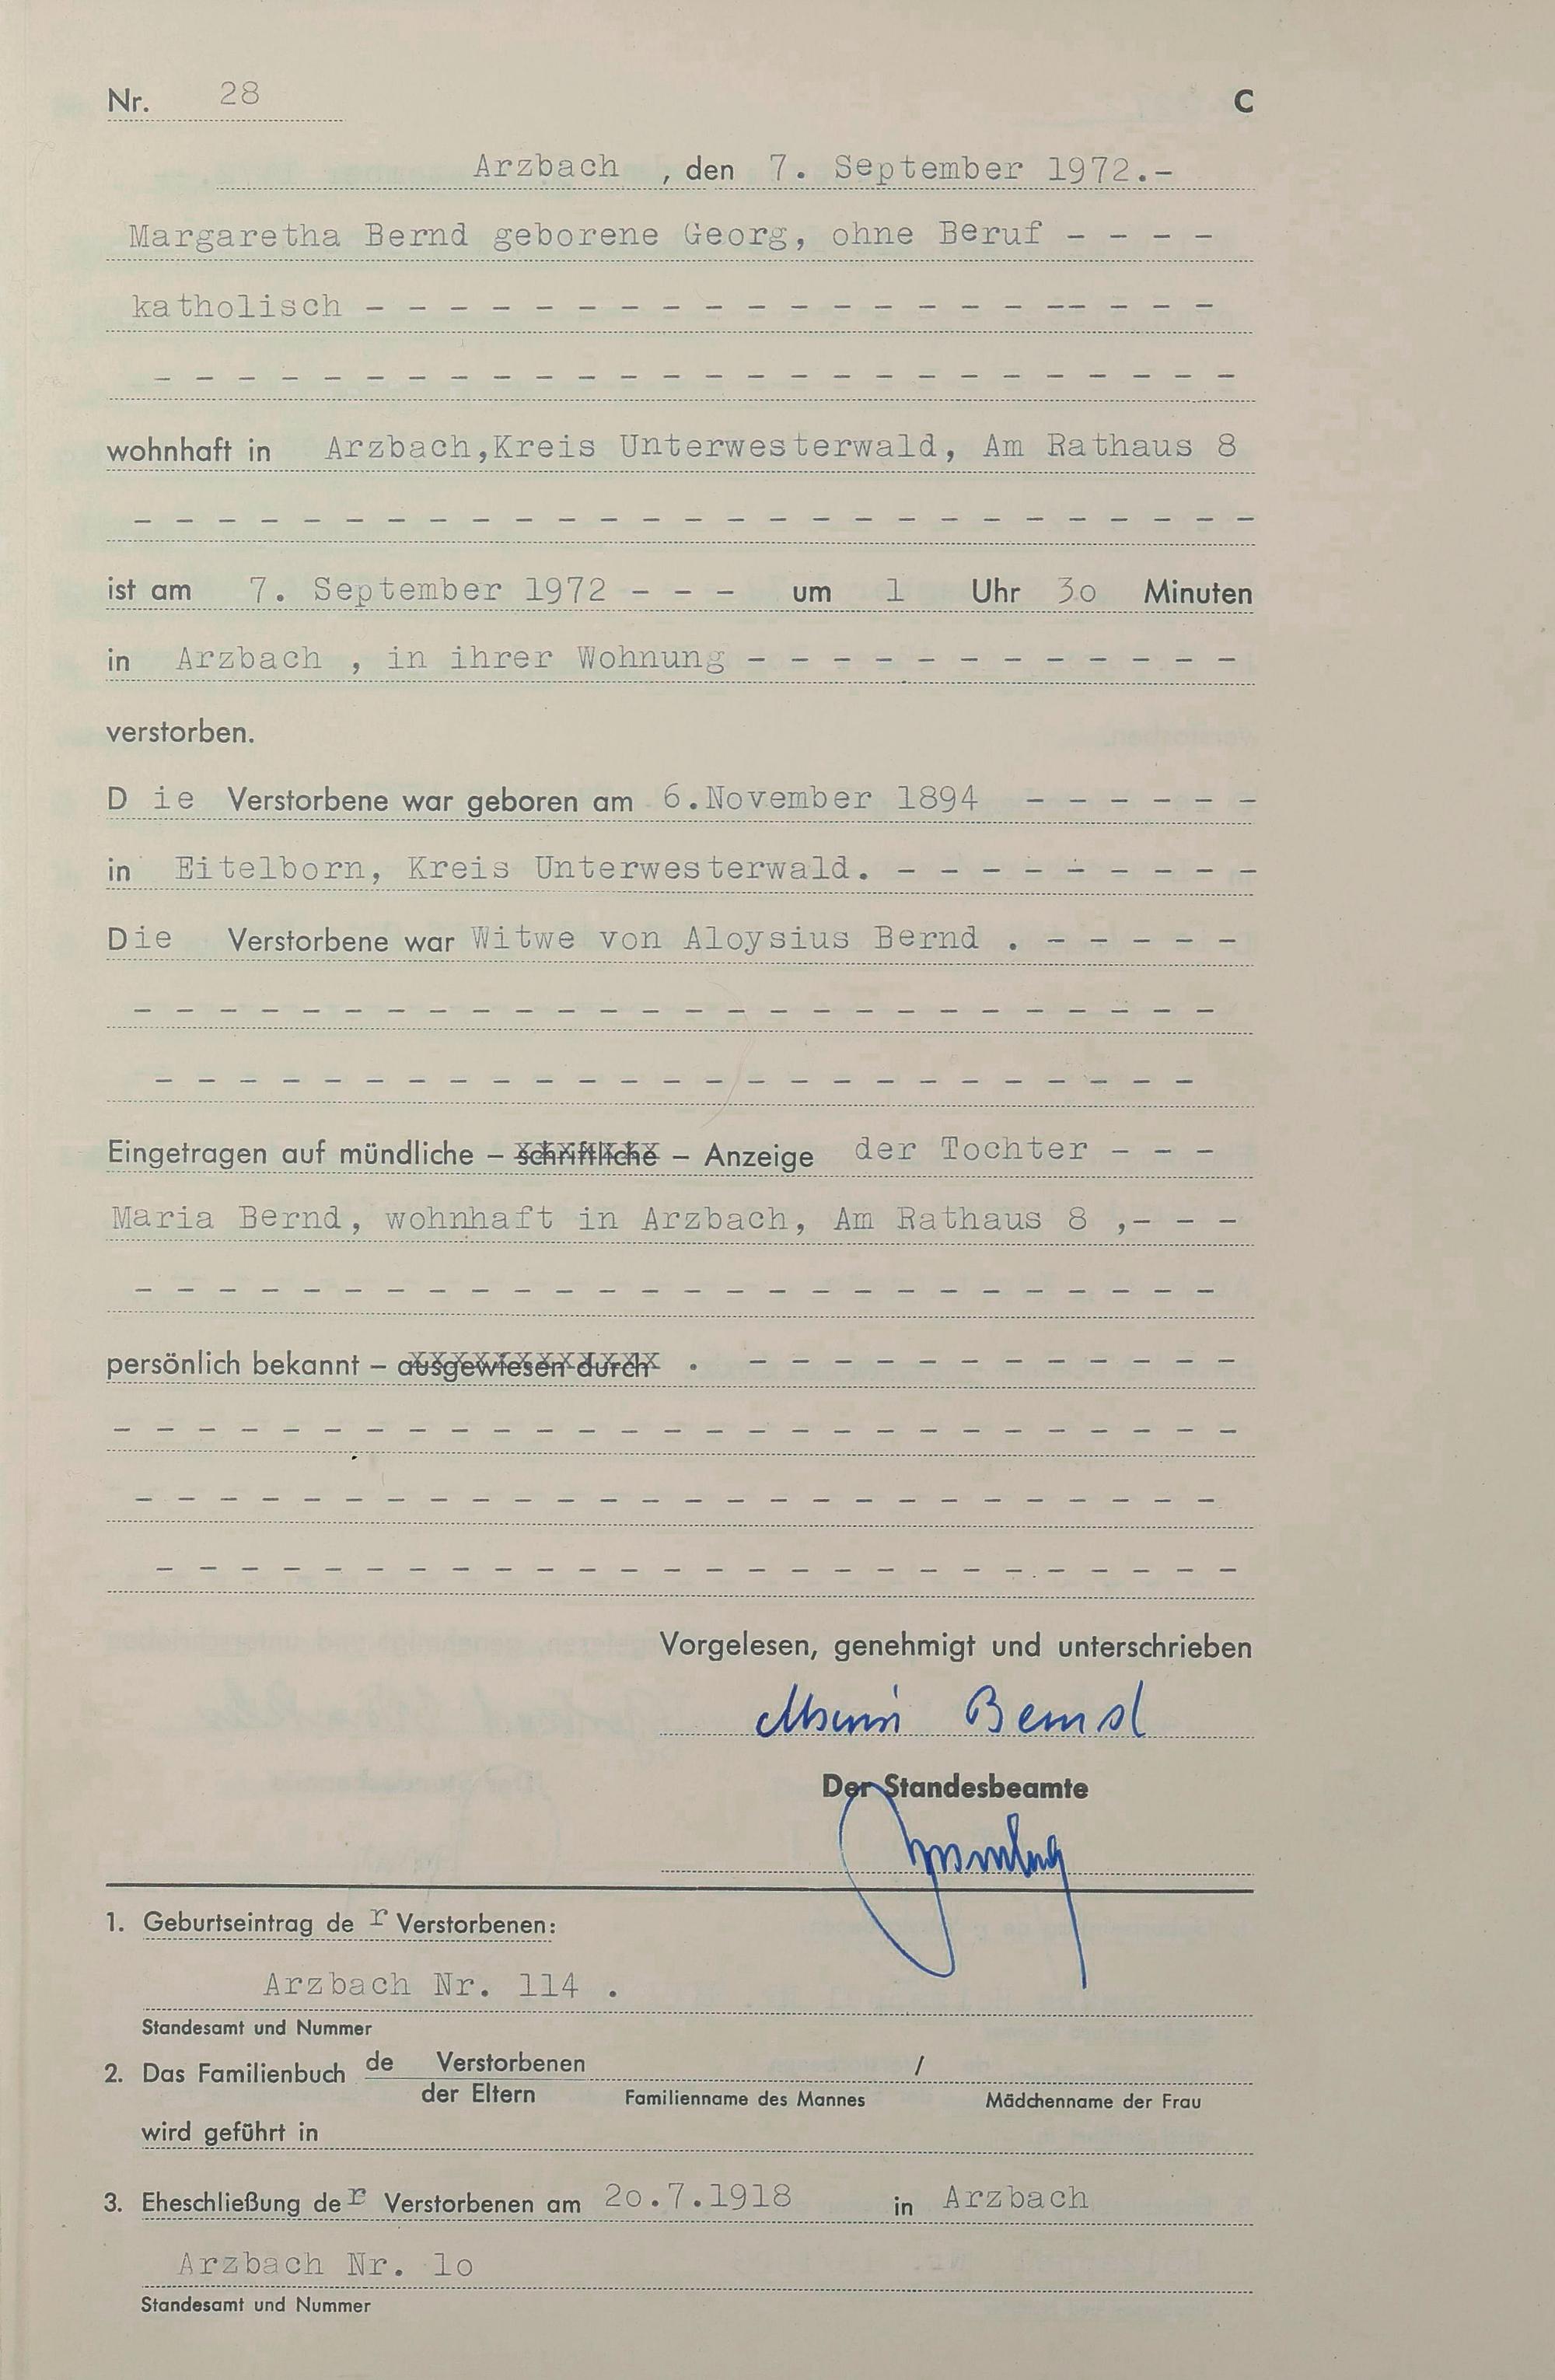 Nr. 28 C
Arzbach , den 7. September 1972.-
Margaretha Bernd geborene Georg, ohne Beruf - - - -
katholisch - - - - - - - - - - - - - - - - - - - - -
- - - - - - - - - - - - - - - - - - - - - - - - - -
wohnhaft in Arzbach,Kreis Unterwesterwald, Am Rathaus 8
- - - - - - - - - - - - - - - - - - - - - - - - - - -
ist am 7. September 1972 - - - um 1 Uhr 3o Minuten
in Arzbach , in ihrer Wohnung - - - - - - - - - - - -
verstorben.
D ie Verstorbene war geboren am 6.November 1894 - - - - - -
in Eitelborn, Kreis Unterwesterwald. - - - - - - - - -
Die Verstorbene war Witwe von Aloysius Bernd . - - - - -
- - - - - - - - - - - - - - - - - - - - - - - - - -
- - - - - - - - - - - - - - - - - - - - - - - - -
Eingetragen auf mündliche – schriftliche – Anzeige der Tochter - - -
Maria Bernd, wohnhaft in Arzbach, Am Rathaus 8 ,- - -
- - - - - - - - - - - - - - - - - - - - - - - - - -
persönlich bekannt – ausgewiesen durch . - - - - - - - - - - - -
- - - - - - - - - - - - - - - - - - - - - - - - - - -
- - - - - - - - - - - - - - - - - - - - - - - - - -
- - - - - - - - - - - - - - - - - - - - - - - - - -
Vorgelesen, genehmigt und unterschrieben
Maria Bernd
Der Standesbeamte
1. Geburtseintrag de r Verstorbenen:
Arzbach Nr. 114 .
Standesamt und Nummer
2. Das Familienbuch de Verstorbenen /
der Eltern Familienname des Mannes Mädchenname der Frau
wird geführt in
3. Eheschließung de r Verstorbenen am 2o.7.1918 in Arzbach
Arzbach Nr. 1o
Standesamt und Nummer